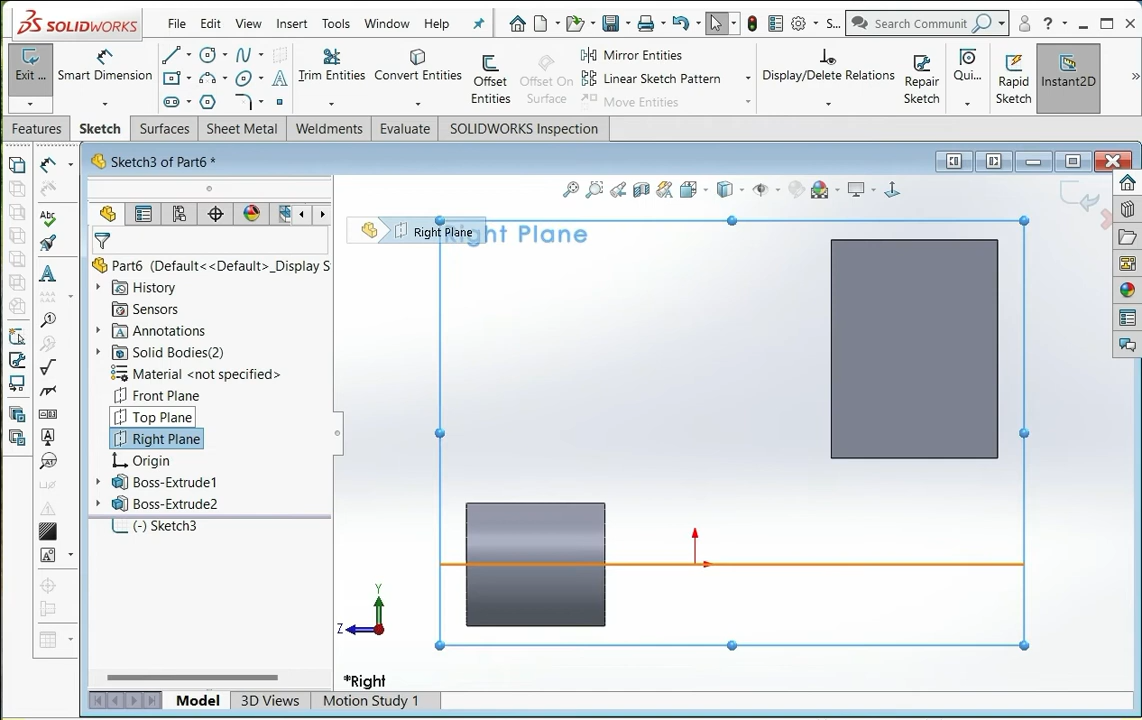 SOLIDWORKS
File Edit View Insert Tools Window Help
S...
Search Communit
?
Exit ...
Smart Dimension
Trim Entities
Convert Entities
Offset Entities
Offset On Surface
Mirror Entities
Linear Sketch Pattern
Move Entities
Display/Delete Relations
Repair Sketch
Qui...
Rapid Sketch
Instant2D
Features Sketch Surfaces Sheet Metal Weldments Evaluate SOLIDWORKS Inspection
Sketch3 of Part6 *
Right Plane
Right Plane
Part6 (Default<<Default>_Display S
History
Sensors
Annotations
Solid Bodies(2)
Material <not specified>
Front Plane
Top Plane
Right Plane
Origin
Boss-Extrude1
Boss-Extrude2
(-) Sketch3
Y
Z
*Right
Model 3D Views Motion Study 1